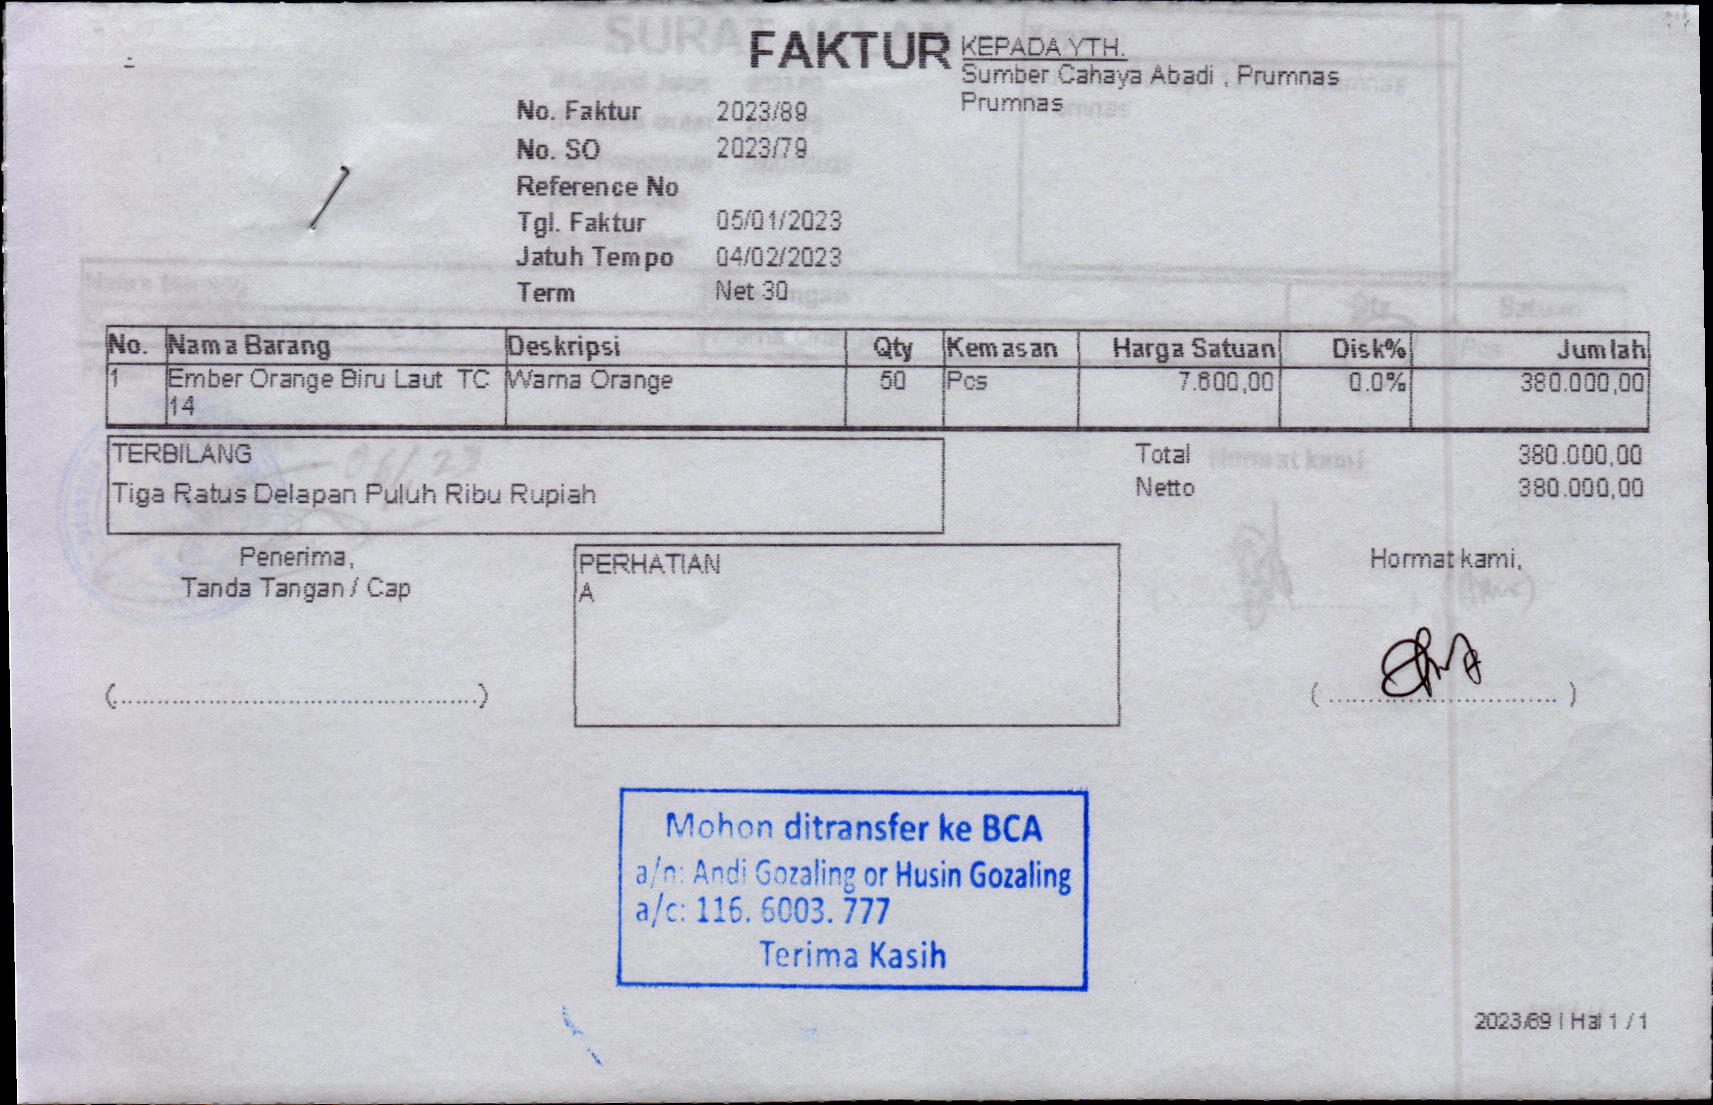 FAKTUR
KEPADA YTH.
Sumber Cahaya Abadi , Prumnas
Prumnas
No. Faktur 2023/89
No. SO 2023/79
Reference No
Tgl. Faktur 05/01/2023
Jatuh Tempo 04/02/2023
Term Net 30
No. Nama Barang Deskripsi Qty Kemasan Harga Satuan Disk% Jumlah
1 Ember Orange Biru Laut TC Warna Orange 50 Pcs 7.600,00 0.0% 380.000,00
14
TERBILANG
Tiga Ratus Delapan Puluh Ribu Rupiah
Total 380.000,00
Netto 380.000,00
Penerima,
Tanda Tangan / Cap
PERHATIAN
A
Hormat kami,
Mohon ditransfer ke BCA
a/n: Andi Gozaling or Husin Gozaling
a/c: 116. 6003. 777
Terima Kasih
2023/69 | Hal 1 / 1